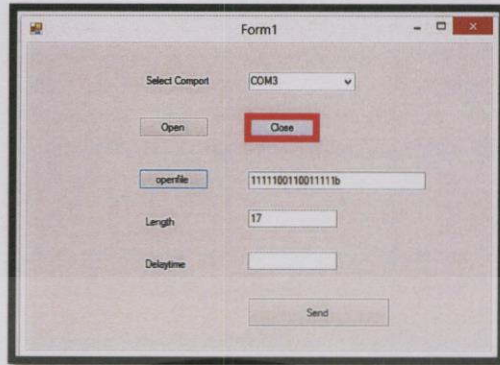 Form1
Select Comport COM3
Open Close
openfile 1111100110011111b
Length 17
Delaytime
Send